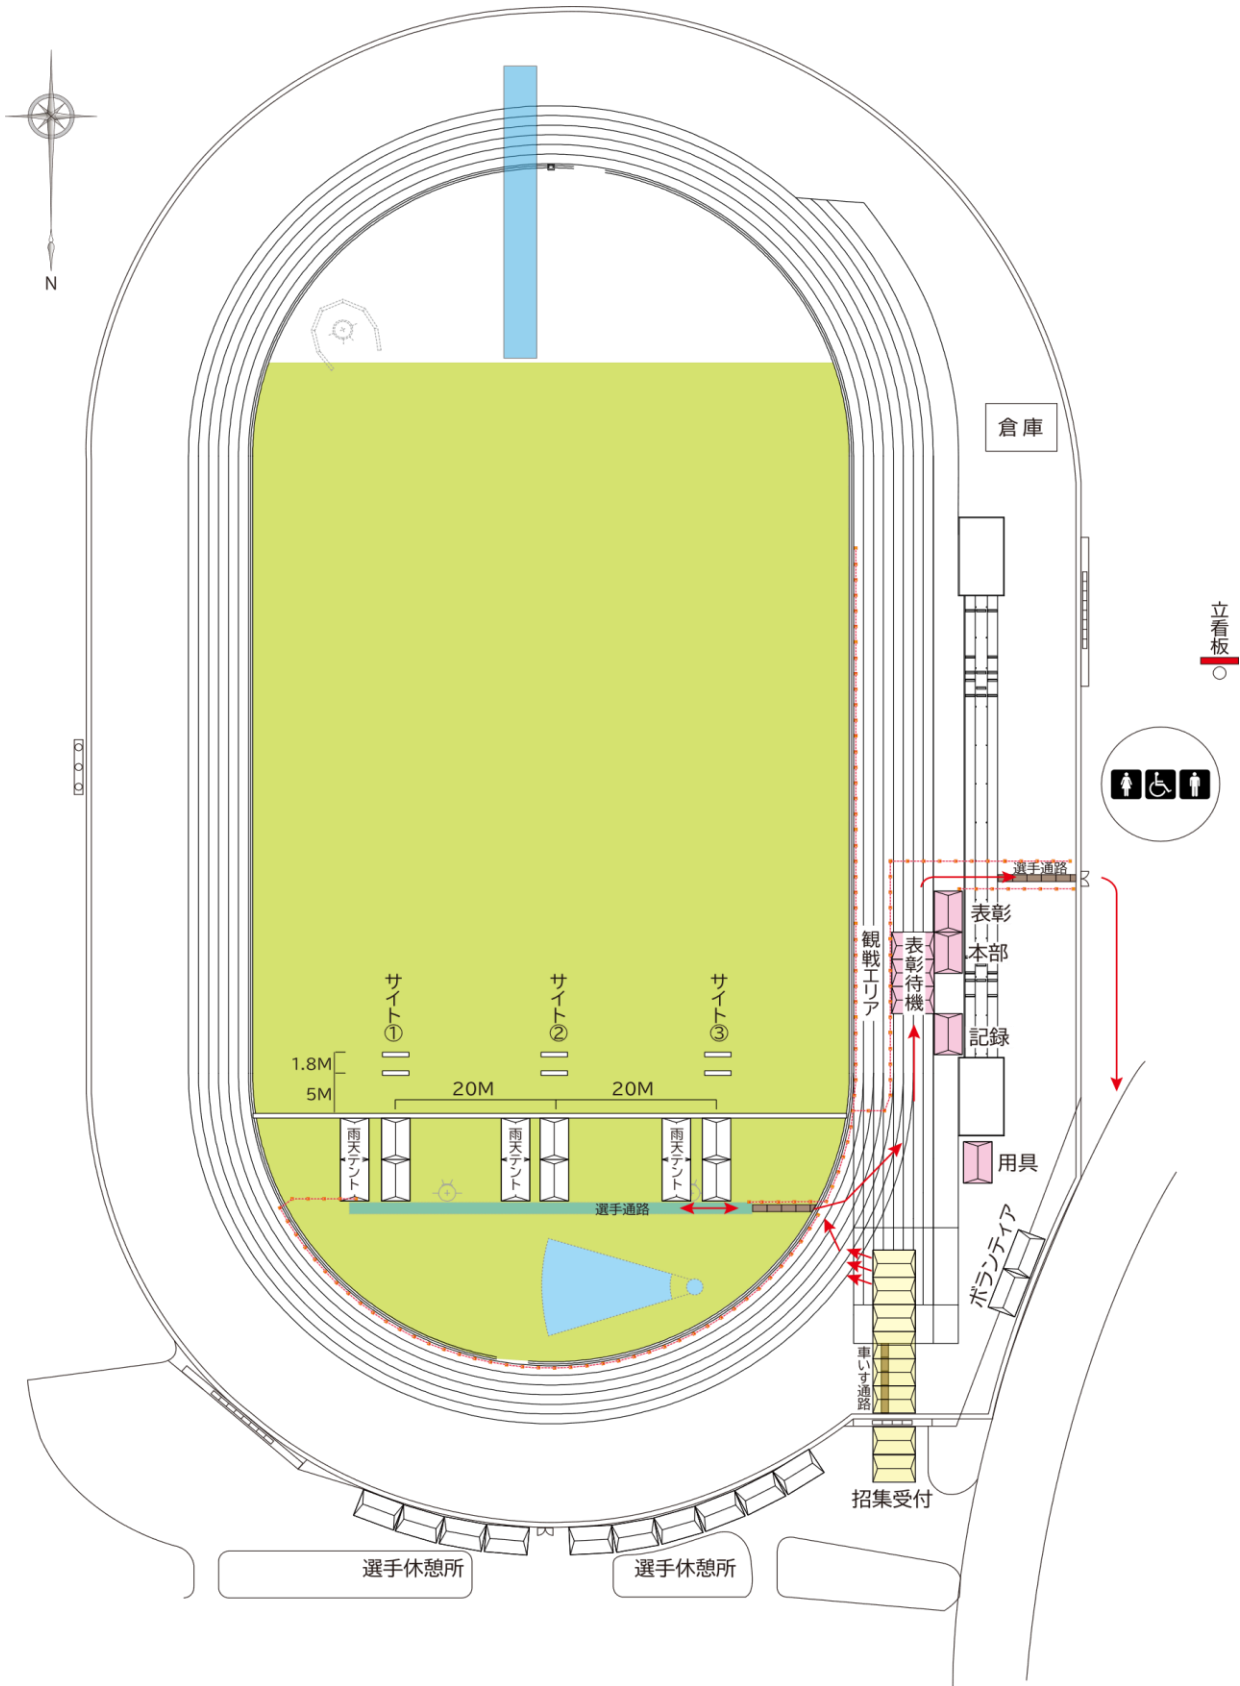 N
倉庫
立看板
選手通路
表彰
本部
観戦エリア
表彰待機
記録
サイト①
サイト②
サイト③
1.8M
5M
20M
20M
雨天テント
雨天テント
雨天テント
用具
選手通路
ボランティア
車いす通路
招集受付
選手休憩所
選手休憩所